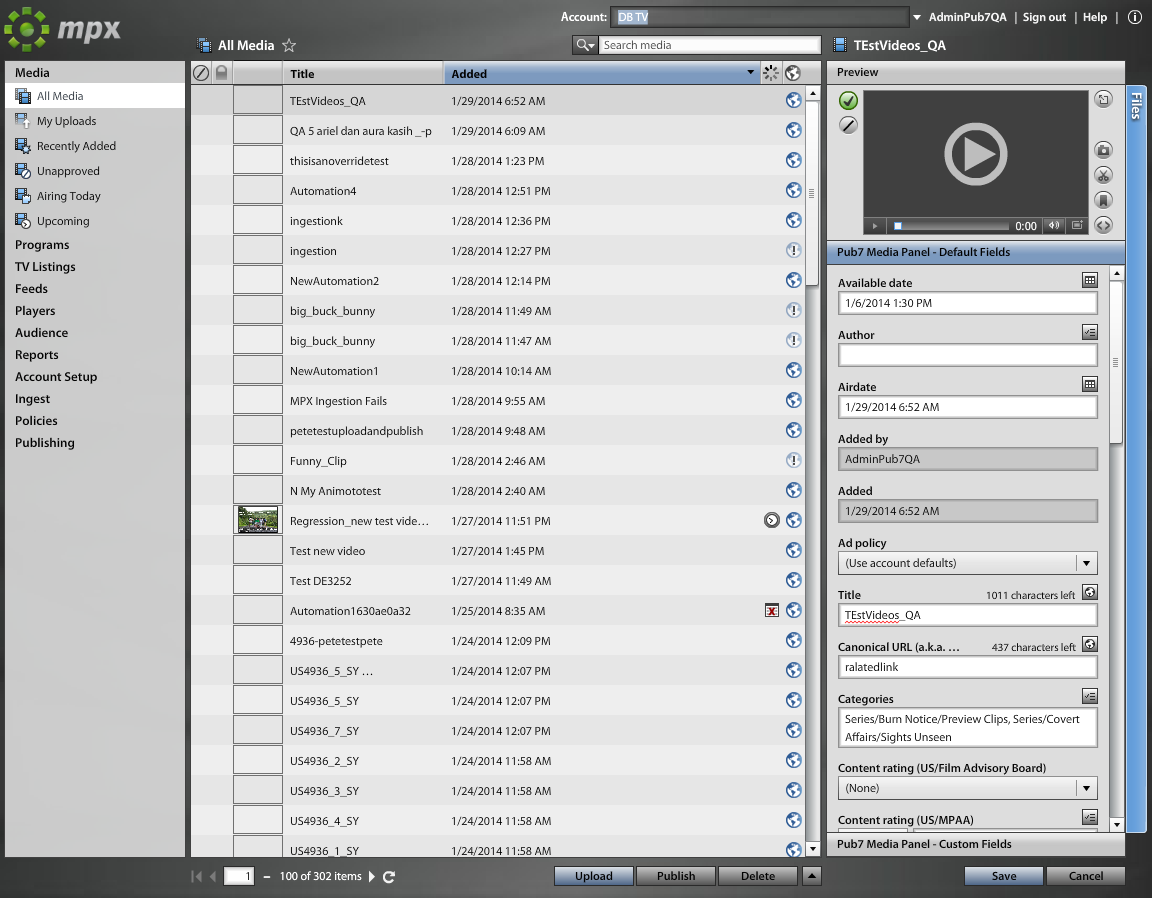 mpx
Account: DB TV AdminPub7QA | Sign out | Help |
All Media Search media TEstVideos_QA
Media
All Media
My Uploads
Recently Added
Unapproved
Airing Today
Upcoming
Programs
TV Listings
Feeds
Players
Audience
Reports
Account Setup
Ingest
Policies
Publishing
Title Added
TEstVideos_QA 1/29/2014 6:52 AM
QA 5 ariel dan aura kasih _-p 1/29/2014 6:09 AM
thisisanoverridetest 1/28/2014 1:23 PM
Automation4 1/28/2014 12:51 PM
ingestionk 1/28/2014 12:36 PM
ingestion 1/28/2014 12:27 PM
NewAutomation2 1/28/2014 12:14 PM
big_buck_bunny 1/28/2014 11:49 AM
big_buck_bunny 1/28/2014 11:47 AM
NewAutomation1 1/28/2014 10:14 AM
MPX Ingestion Fails 1/28/2014 9:55 AM
petetestuploadandpublish 1/28/2014 9:48 AM
Funny_Clip 1/28/2014 2:46 AM
N My Animototest 1/28/2014 2:40 AM
Regression_new test vide... 1/27/2014 11:51 PM
Test new video 1/27/2014 1:45 PM
Test DE3252 1/27/2014 11:49 AM
Automation1630ae0a32 1/25/2014 8:35 AM
4936-petetestpete 1/24/2014 12:09 PM
US4936_5_SY ... 1/24/2014 12:07 PM
US4936_5_SY 1/24/2014 12:07 PM
US4936_7_SY 1/24/2014 12:07 PM
US4936_2_SY 1/24/2014 11:58 AM
US4936_3_SY 1/24/2014 11:58 AM
US4936_4_SY 1/24/2014 11:58 AM
US4936_1_SY 1/24/2014 11:58 AM
1 – 100 of 302 items
Upload Publish Delete
Preview
Files
0:00
Pub7 Media Panel - Default Fields
Available date
1/6/2014 1:30 PM
Author
Airdate
1/29/2014 6:52 AM
Added by
AdminPub7QA
Added
1/29/2014 6:52 AM
Ad policy
(Use account defaults)
Title 1011 characters left
TEstVideos_QA
Canonical URL (a.k.a. ... 437 characters left
ralatedlink
Categories
Series/Burn Notice/Preview Clips, Series/Covert
Affairs/Sights Unseen
Content rating (US/Film Advisory Board)
(None)
Content rating (US/MPAA)
Pub7 Media Panel - Custom Fields
Save Cancel